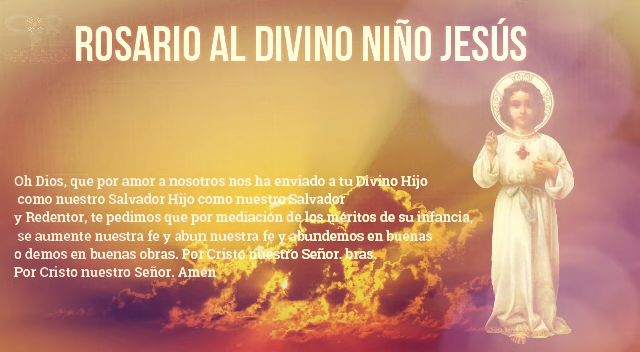 ROSARIO AL DIVINO NIÑO JESÚS
Oh Dios, que por amor a nosotros nos ha enviado a tu Divino Hijo
como nuestro Salvador Hijo como nuestro Salvador
y Redentor, te pedimos que por mediación de los méritos de su infancia,
se aumente nuestra fe y abun nuestra fe y abundemos en buenas
o demos en buenas obras. Por Cristo nuestro Señor. bras.
Por Cristo nuestro Señor. Amen